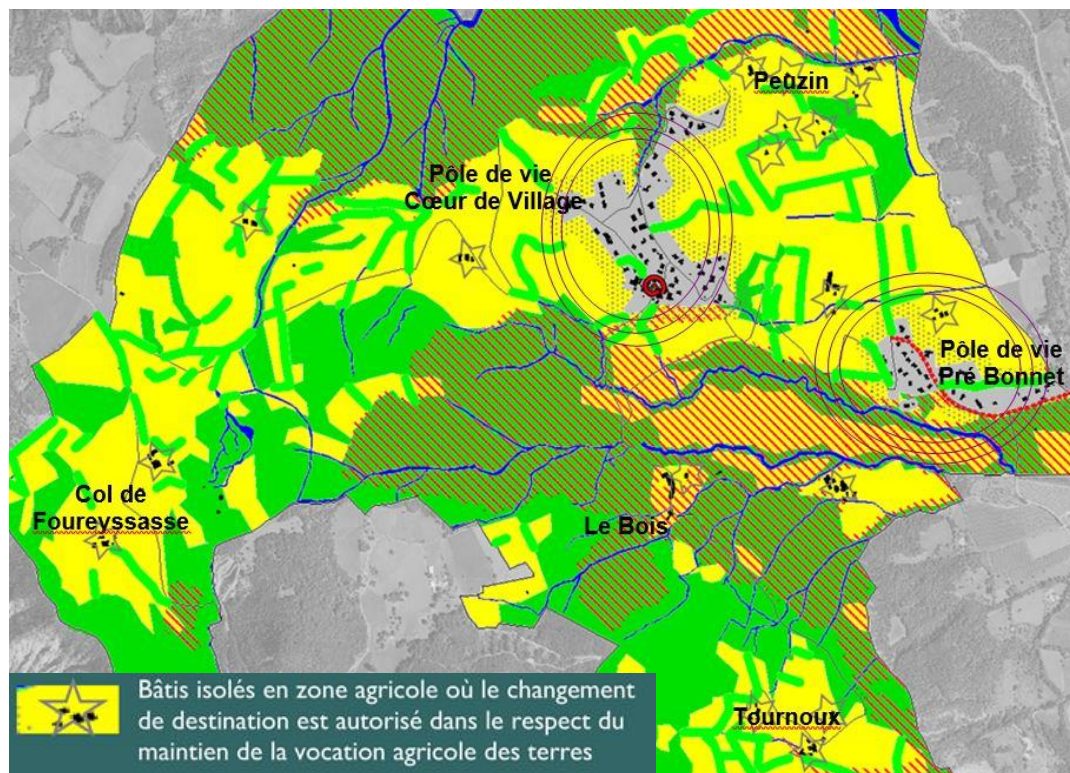 Peuzin
Pôle de vie
Cœur de Village
Pôle de vie
Pré Bonnet
Col de
Foureyssasse
Le Bois
Tournoux
Bâtis isolés en zone agricole où le changement
de destination est autorisé dans le respect du
maintien de la vocation agricole des terres